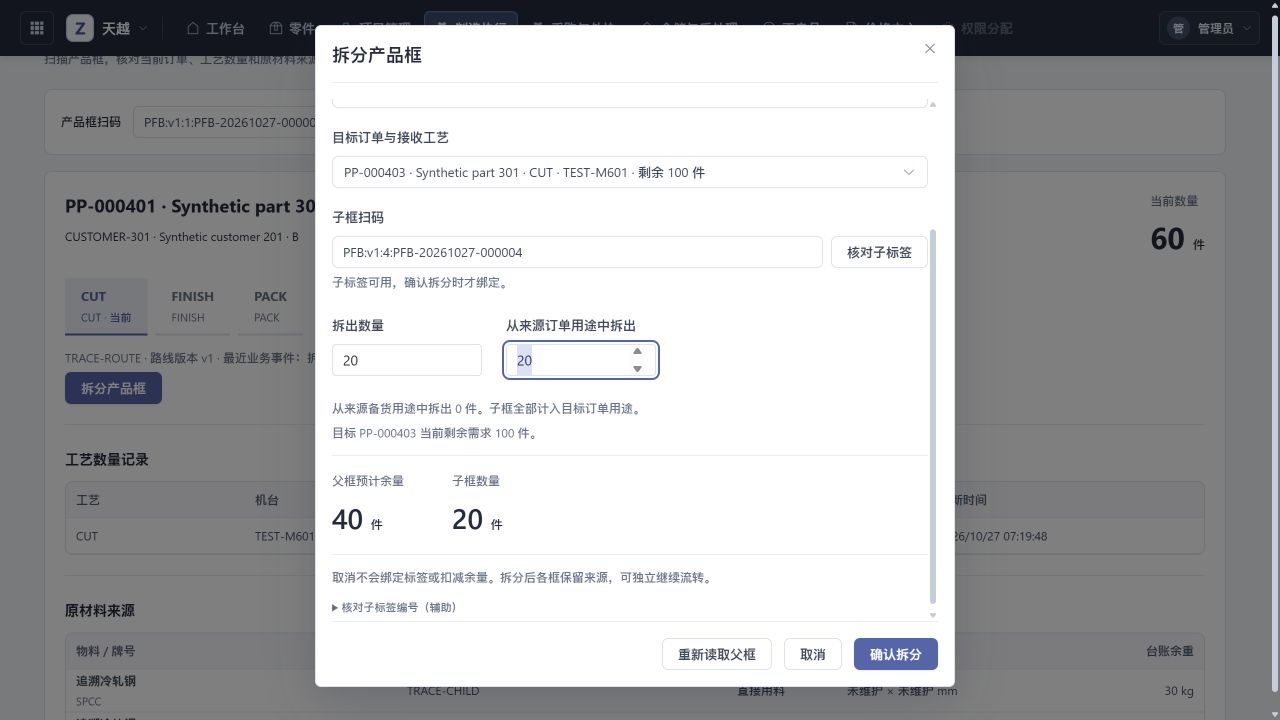 Z 天越
工作台
零件
管 管理员
权限分配
扫描产品框，核对当前订单、工艺数量和原材料来源
产品框扫码
PFB:v1:1:PFB-20261027-0000
PP-000401 · Synthetic part 30
CUSTOMER-301 · Synthetic customer 201 · B
当前数量
60 件
CUT
CUT · 当前
FINISH
FINISH
PACK
PACK
TRACE-ROUTE · 路线版本 v1 · 最近业务事件：拆
拆分产品框
工艺数量记录
工艺
机台
新时间
CUT
TEST-M601
26/10/27 07:19:48
原材料来源
物料 / 牌号
台账余重
追溯冷轧钢
SPCC
TRACE-CHILD
直接用料
未维护 × 未维护 mm
30 kg
拆分产品框
目标订单与接收工艺
PP-000403 · Synthetic part 301 · CUT · TEST-M601 · 剩余 100 件
子框扫码
PFB:v1:4:PFB-20261027-000004
核对子标签
子标签可用，确认拆分时才绑定。
拆出数量
从来源订单用途中拆出
20
20
从来源备货用途中拆出 0 件。子框全部计入目标订单用途。
目标 PP-000403 当前剩余需求 100 件。
父框预计余量
子框数量
40 件
20 件
取消不会绑定标签或扣减余量。拆分后各框保留来源，可独立继续流转。
核对子标签编号（辅助）
重新读取父框
取消
确认拆分